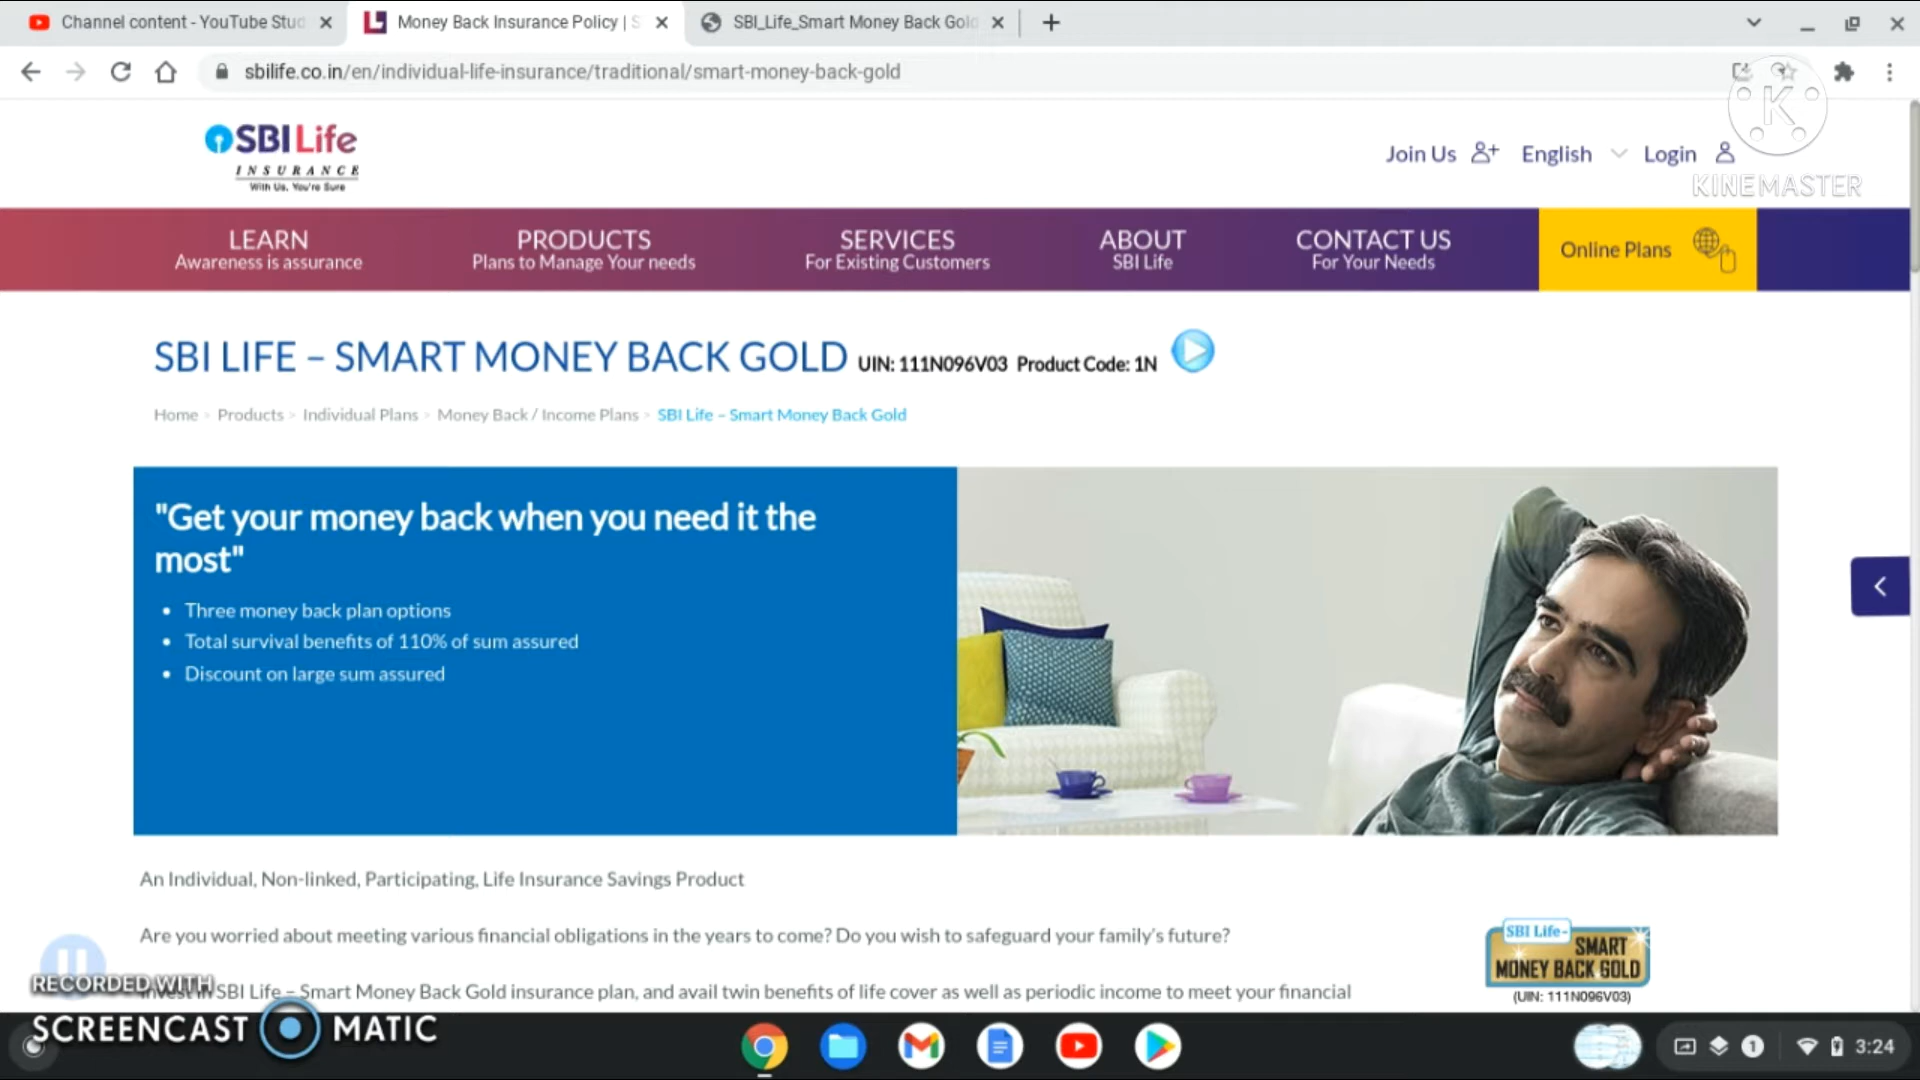 Channel content - YouTube Stud
Money Back Insurance Policy | S
SBI_Life_Smart Money Back Gold
sbilife.co.in/en/individual-life-insurance/traditional/smart-money-back-gold
SBI Life
INSURANCE
With Us, You're Sure
Join Us
English
Login
K
KINEMASTER
LEARN
Awareness is assurance
PRODUCTS
Plans to Manage Your needs
SERVICES
For Existing Customers
ABOUT
SBI Life
CONTACT US
For Your Needs
Online Plans
SBI LIFE – SMART MONEY BACK GOLD UIN: 111N096V03 Product Code: 1N
Home > Products > Individual Plans > Money Back / Income Plans > SBI Life – Smart Money Back Gold
"Get your money back when you need it the
most"
• Three money back plan options
• Total survival benefits of 110% of sum assured
• Discount on large sum assured
An Individual, Non-linked, Participating, Life Insurance Savings Product
Are you worried about meeting various financial obligations in the years to come? Do you wish to safeguard your family's future?
Invest in SBI Life – Smart Money Back Gold insurance plan, and avail twin benefits of life cover as well as periodic income to meet your financial
SBI Life-
SMART
MONEY BACK GOLD
(UIN: 111N096V03)
RECORDED WITH
SCREENCAST MATIC
1
3:24